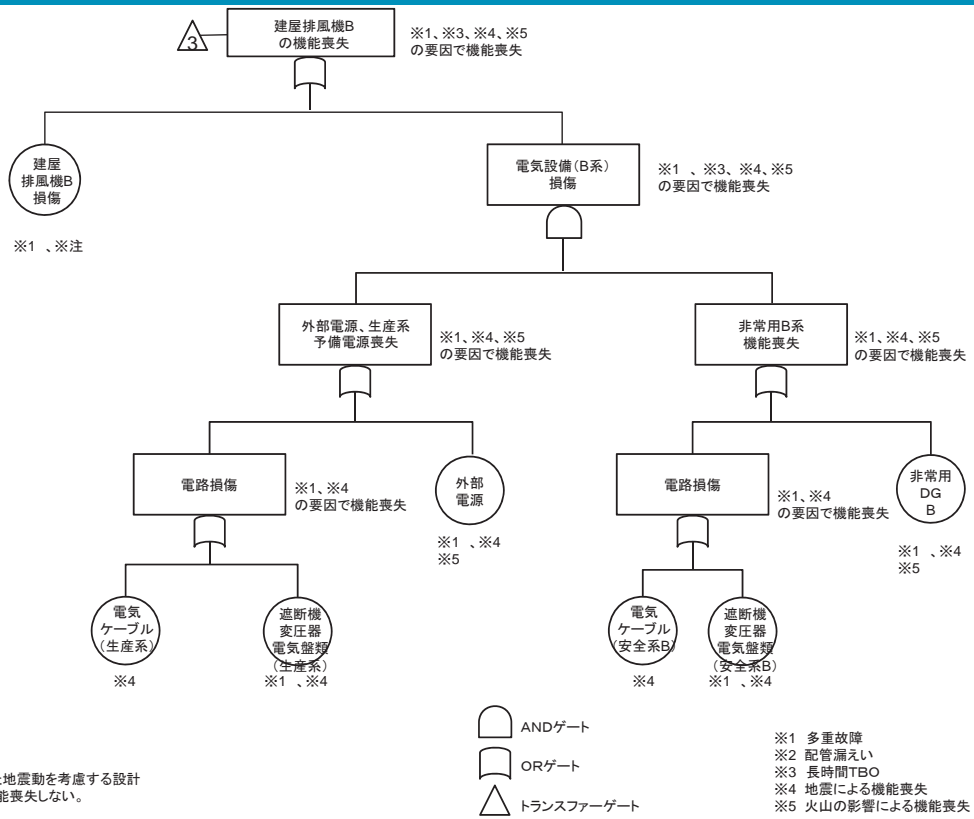 建屋排風機B
の機能喪失
※1、※3、※4、※5
の要因で機能喪失
3
建屋
排風機B
損傷
※1 、※注
電気設備(B系)
損傷
※1 、※3、※4、※5
の要因で機能喪失
外部電源、生産系
予備電源喪失
※1、※4、※5
の要因で機能喪失
非常用B系
機能喪失
※1、※4、※5
の要因で機能喪失
電路損傷
※1、※4
の要因で機能喪失
外部
電源
※1 、※4
※5
電路損傷
※1、※4
の要因で機能喪失
非常用
DG
B
※1 、※4
※5
電気
ケーブル
(生産系)
※4
遮断機
変圧器
電気盤類
(生産系)
※1 、※4
電気
ケーブル
(安全系B)
※4
遮断機
変圧器
電気盤類
(安全系B)
※1 、※4
ANDゲート
ORゲート
トランスファーゲート
※1 多重故障
※2 配管漏えい
※3 長時間TBO
※4 地震による機能喪失
※5 火山の影響による機能喪失
地震動を考慮する設計
能喪失しない。